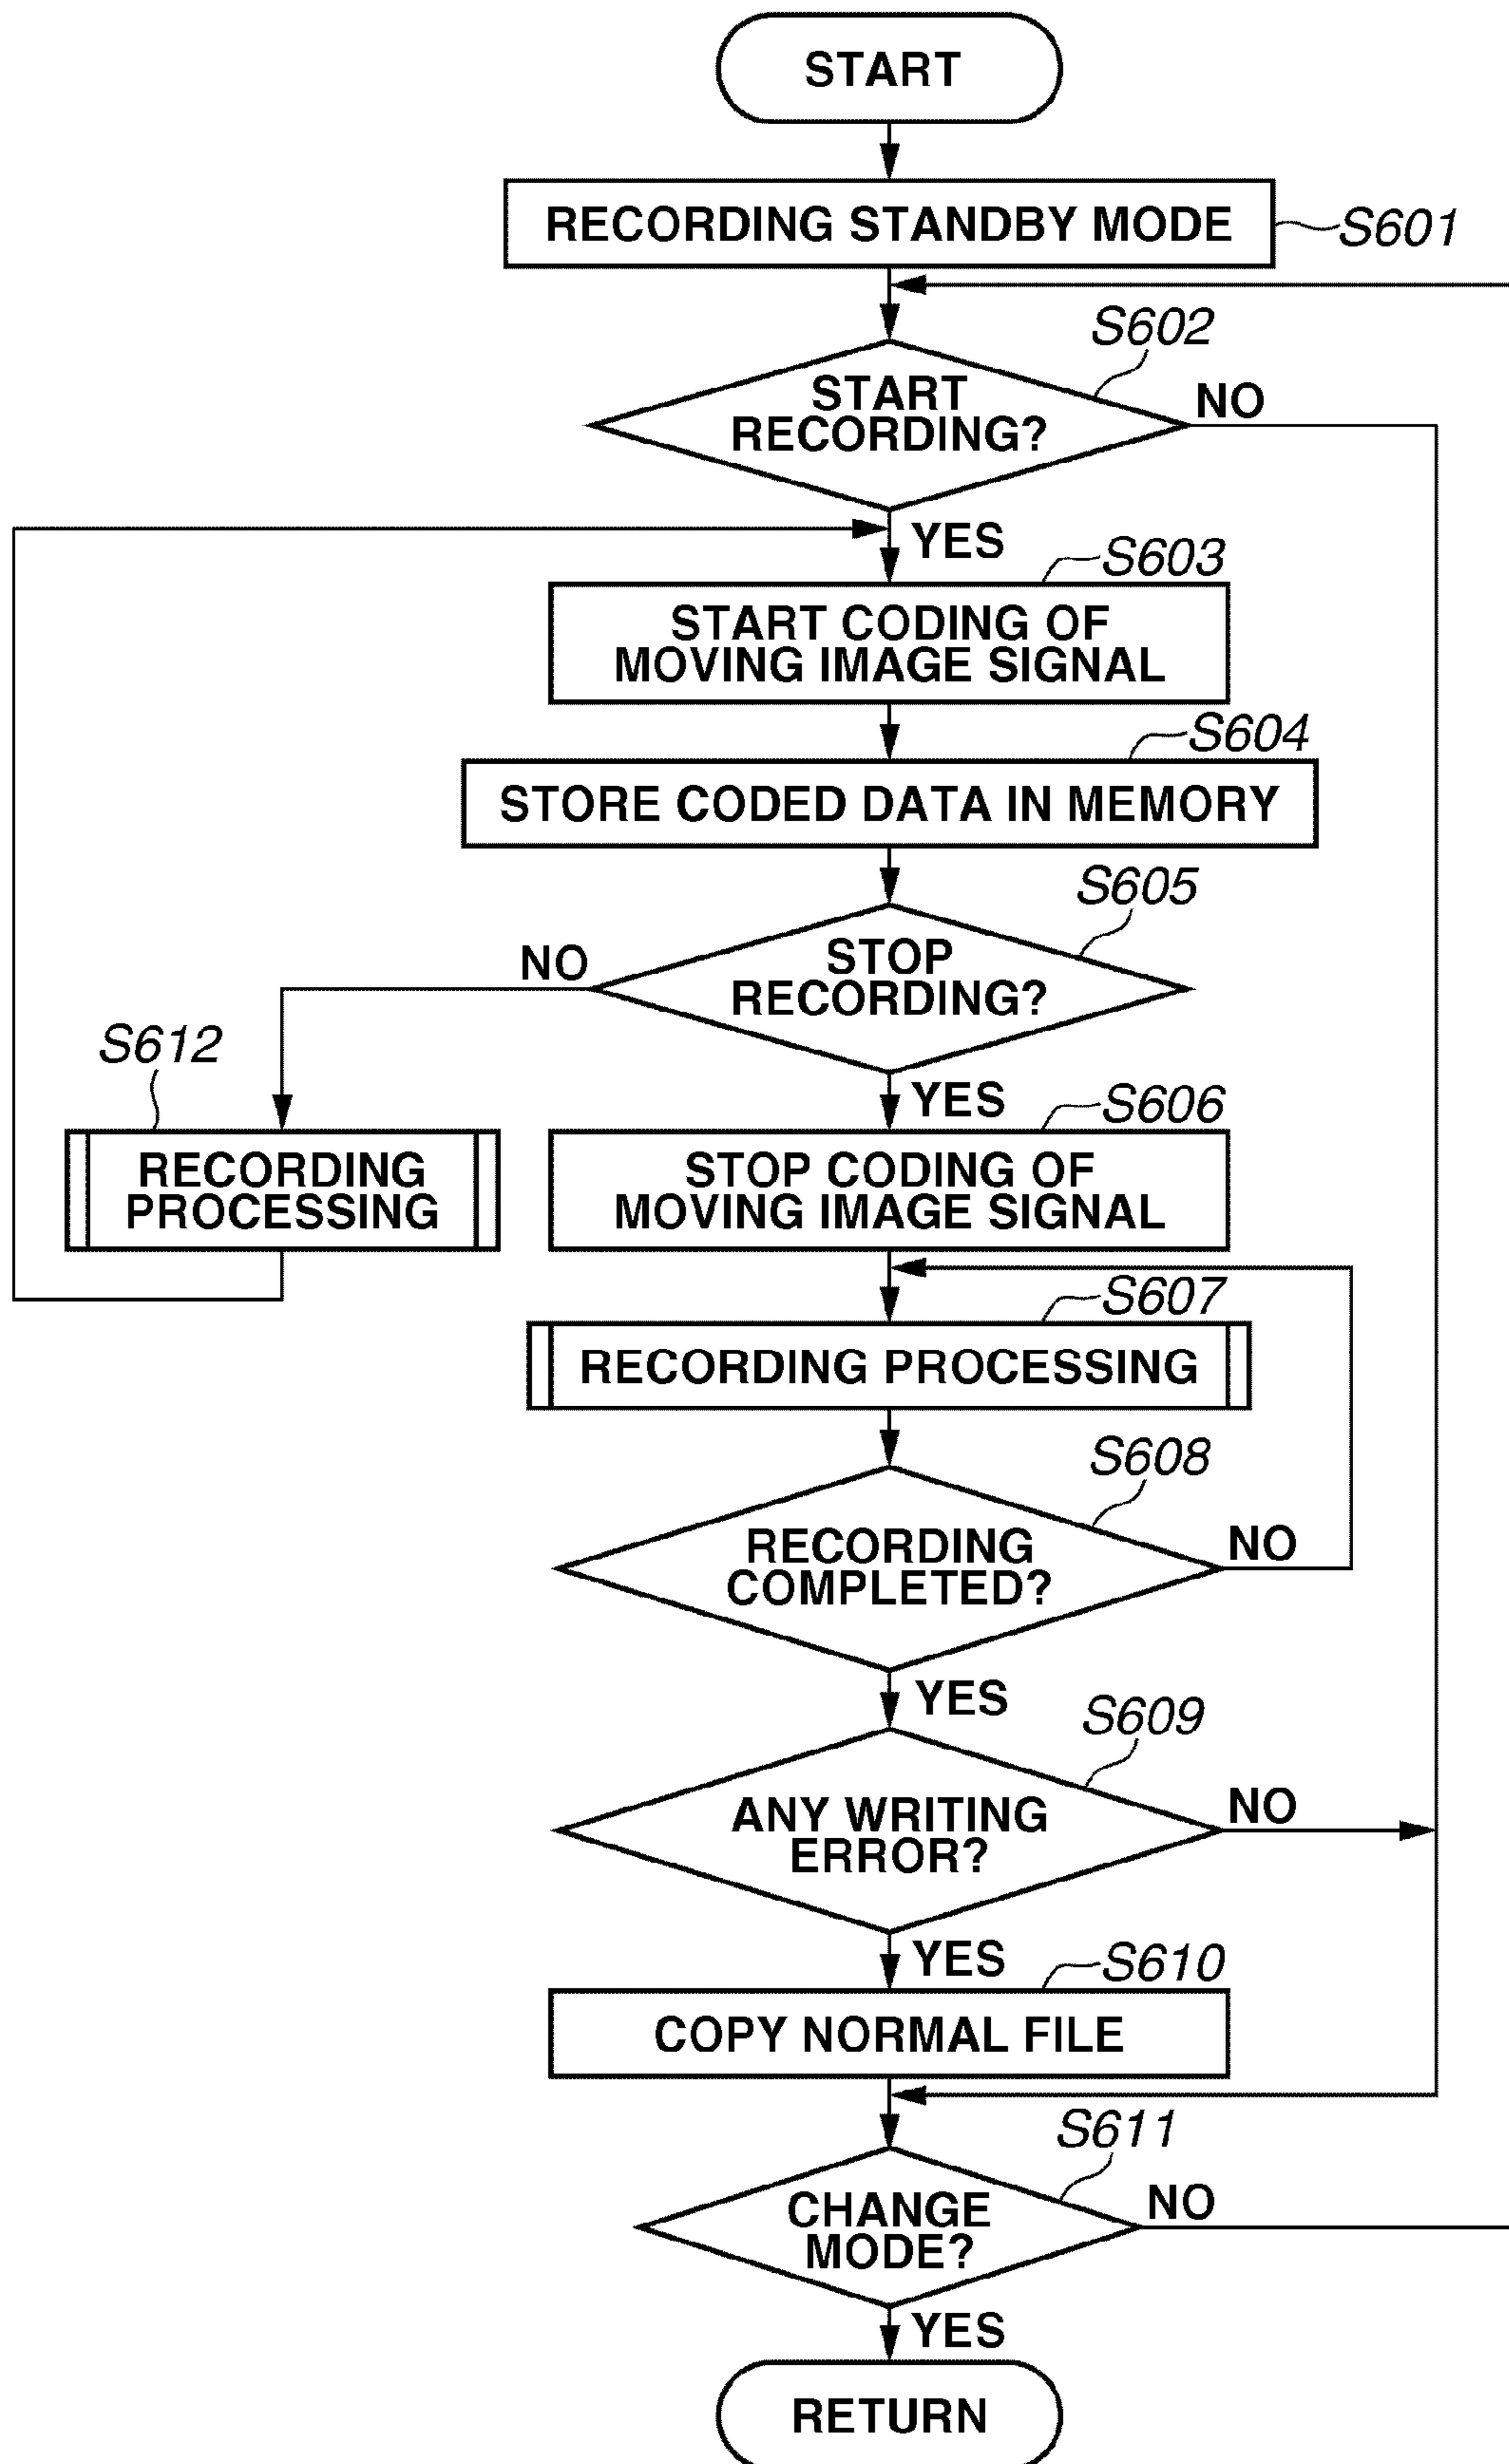 START
RECORDING STANDBY MODE
S601
S602
START
RECORDING?
NO
YES
S603
START CODING OF
MOVING IMAGE SIGNAL
S604
STORE CODED DATA IN MEMORY
S605
STOP
RECORDING?
NO
S612
RECORDING
PROCESSING
YES
S606
STOP CODING OF
MOVING IMAGE SIGNAL
S607
RECORDING PROCESSING
S608
RECORDING
COMPLETED?
NO
YES
S609
ANY WRITING
ERROR?
NO
YES
S610
COPY NORMAL FILE
S611
CHANGE
MODE?
NO
YES
RETURN